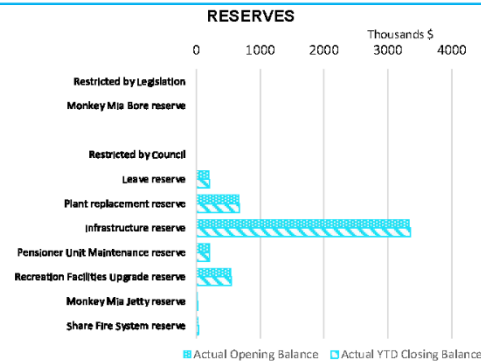 RESERVES
Thousands $
0 1000 2000 3000 4000
Restricted by Legislation
Monkey Mia Bore reserve
Restricted by Council
Leave reserve
Plant replacement reserve
Infrastructure reserve
Pensioner Unit Maintenance reserve
Recreation Facilities Upgrade reserve
Monkey Mia Jetty reserve
Share Fire System reserve
Actual Opening Balance Actual YTD Closing Balance